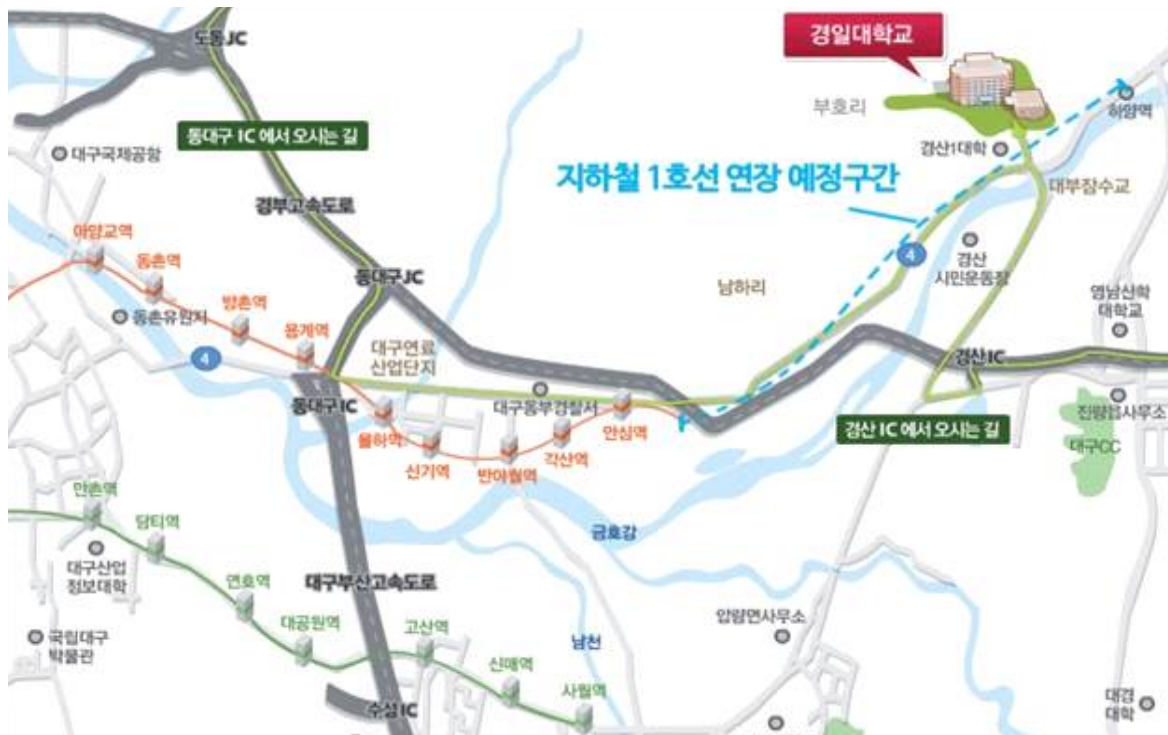 도동JC
경일대학교
부호리
하양역
동대구 IC 에서 오시는 길
대구국제공항
경산1대학
지하철 1호선 연장 예정구간
대부잠수교
경부고속도로
아양교역
동촌역
4
경산
시민운동장
동대구JC
남하리
방촌역
동촌유원지
영남신학
대학교
용계역
대구연료
산업단지
4
경산IC
동대구IC
대구동부경찰서
안심역
진량읍사무소
율하역
경산 IC 에서 오시는 길
신기역
반야월역
각산역
대구CC
만촌역
담티역
금호강
대구산업
정보대학
연호역
대구부산고속도로
대공원역
고산역
압량면사무소
국립대구
박물관
남천
신매역
사월역
수성IC
대경
대학